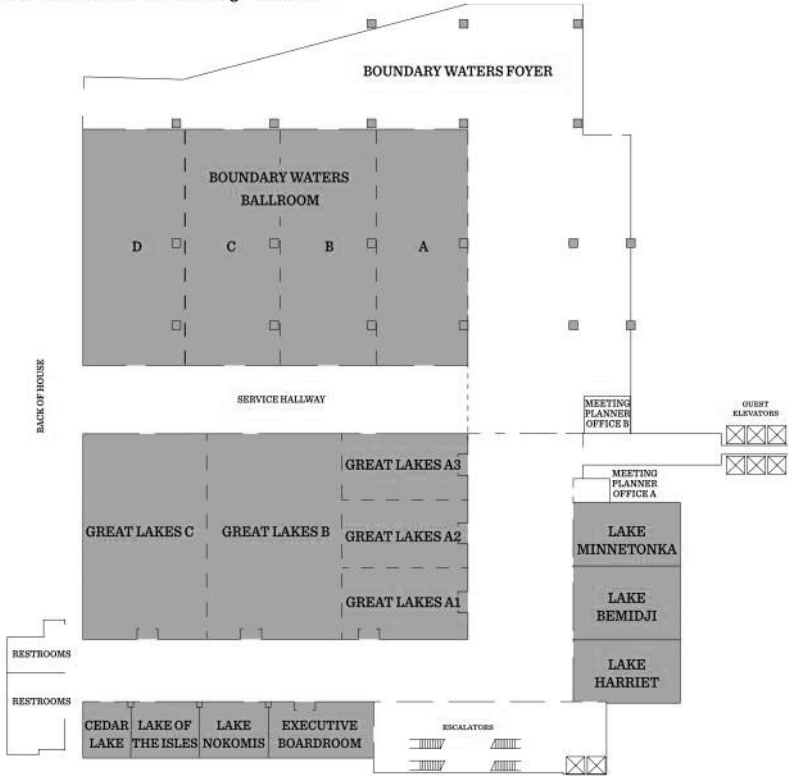 BOUNDARY WATERS FOYER
BOUNDARY WATERS
BALLROOM
D
C
B
A
BACK OF HOUSE
SERVICE HALLWAY
MEETING
PLANNER
OFFICE B
GUEST
ELEVATORS
GREAT LAKES A3
MEETING
PLANNER
OFFICE A
GREAT LAKES C
GREAT LAKES B
GREAT LAKES A2
LAKE
MINNETONKA
GREAT LAKES A1
LAKE
BEMIDJI
RESTROOMS
LAKE
HARRIET
RESTROOMS
CEDAR
LAKE
LAKE OF
THE ISLES
LAKE
NOKOMIS
EXECUTIVE
BOARDROOM
ESCALATORS